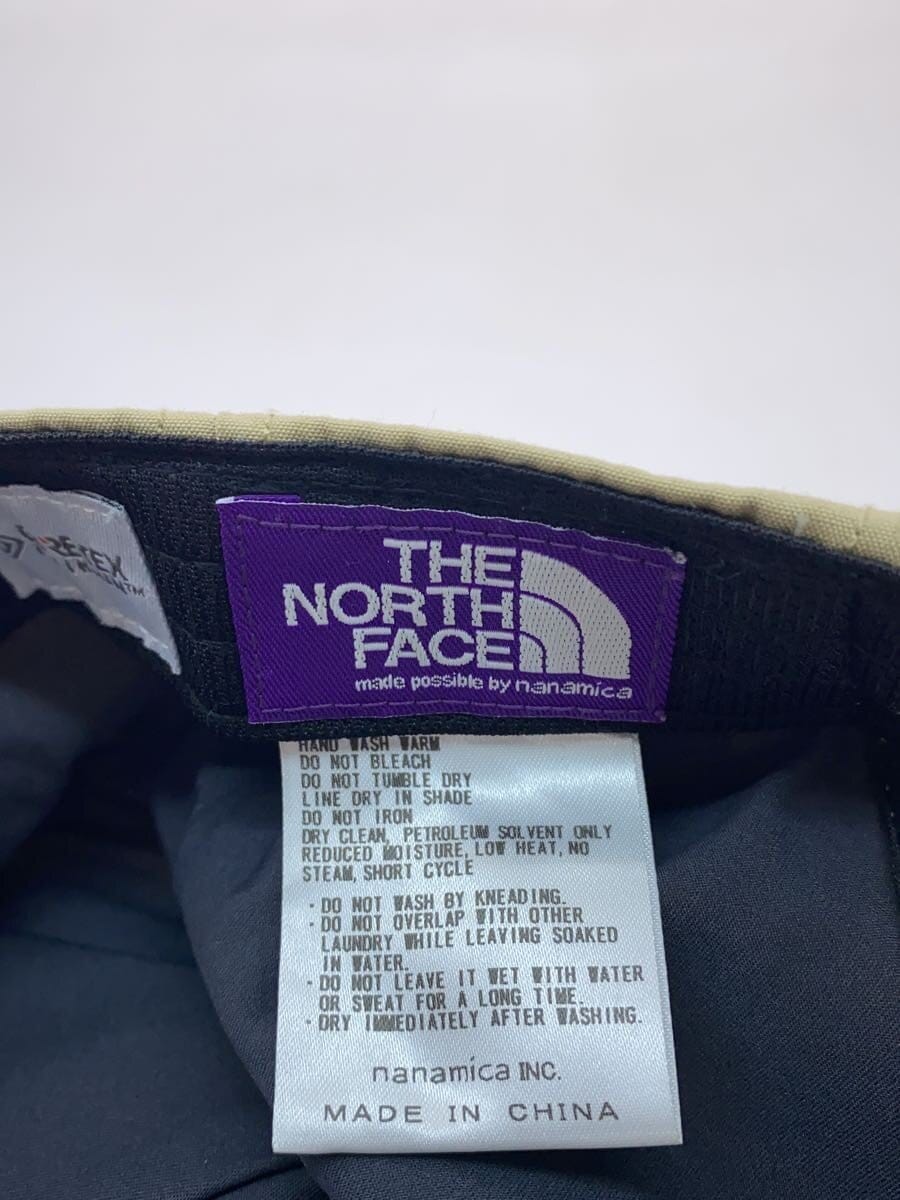 THE
NORTH
FACE
made possible by nanamica
HAND WASH WARM
DO NOT BLEACH
DO NOT TUMBLE DRY
LINE DRY IN SHADE
DO NOT IRON
DRY CLEAN, PETROLEUM SOLVENT ONLY
REDUCED MOISTURE, LOW HEAT, NO
STEAM, SHORT CYCLE
・DO NOT WASH BY KNEADING.
・DO NOT OVERLAP WITH OTHER
LAUNDRY WHILE LEAVING SOAKED
IN WATER.
・DO NOT LEAVE IT WET WITH WATER
OR SWEAT FOR A LONG TIME.
・DRY IMMEDIATELY AFTER WASHING.
nanamica INC.
MADE IN CHINA